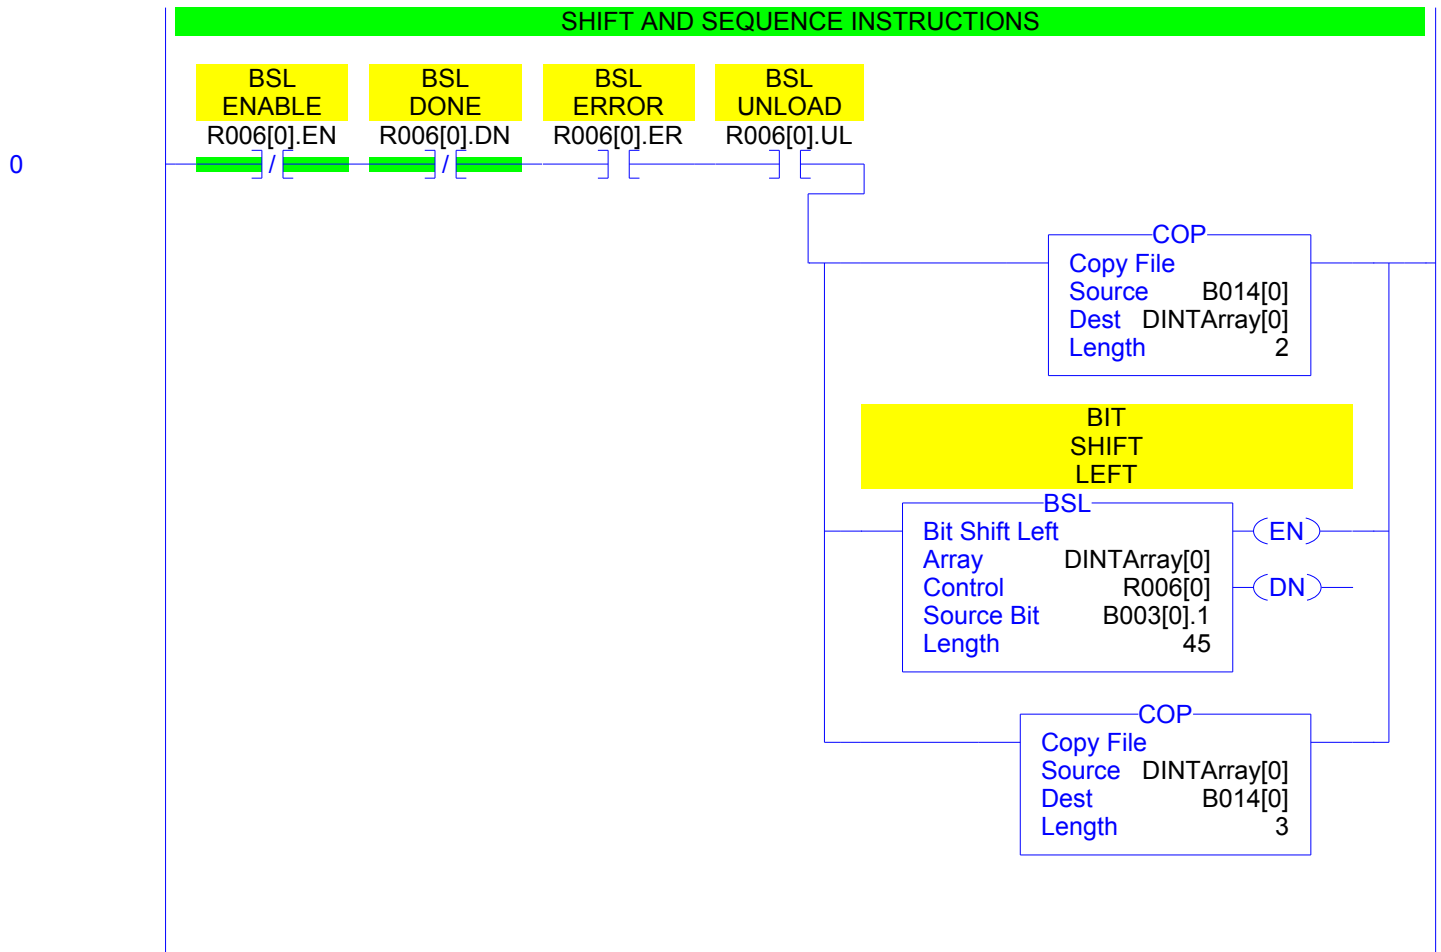 SHIFT AND SEQUENCE INSTRUCTIONS
BSL
ENABLE
R006[0].EN
BSL
DONE
R006[0].DN
BSL
ERROR
R006[0].ER
BSL
UNLOAD
R006[0].UL
0
/
/
COP
Copy File
Source B014[0]
Dest DINTArray[0]
Length 2
BIT
SHIFT
LEFT
BSL
Bit Shift Left
Array DINTArray[0]
Control R006[0]
Source Bit B003[0].1
Length 45
EN
DN
COP
Copy File
Source DINTArray[0]
Dest B014[0]
Length 3